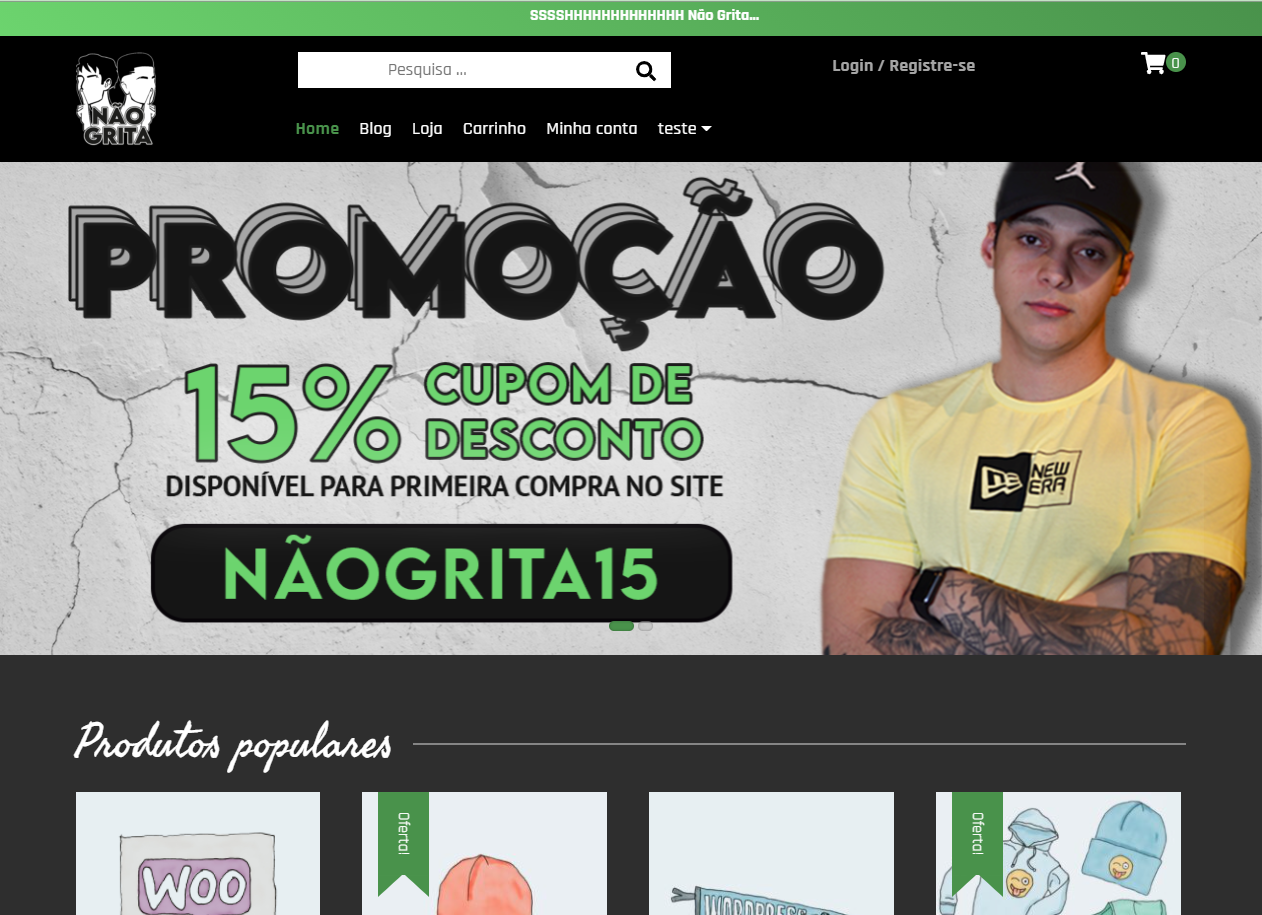 SSSSHHHHHHHHHHHHH Não Grita...
NÃO
GRITA
Pesquisa ...
Login / Registre-se
0
Home
Blog
Loja
Carrinho
Minha conta
teste
PROMOÇÃO
15%
CUPOM DE
DESCONTO
DISPONÍVEL PARA PRIMEIRA COMPRA NO SITE
NÃOGRITA15
NEW
ERA
Produtos populares
WOO
Oferta!
WORDPRESS
Oferta!